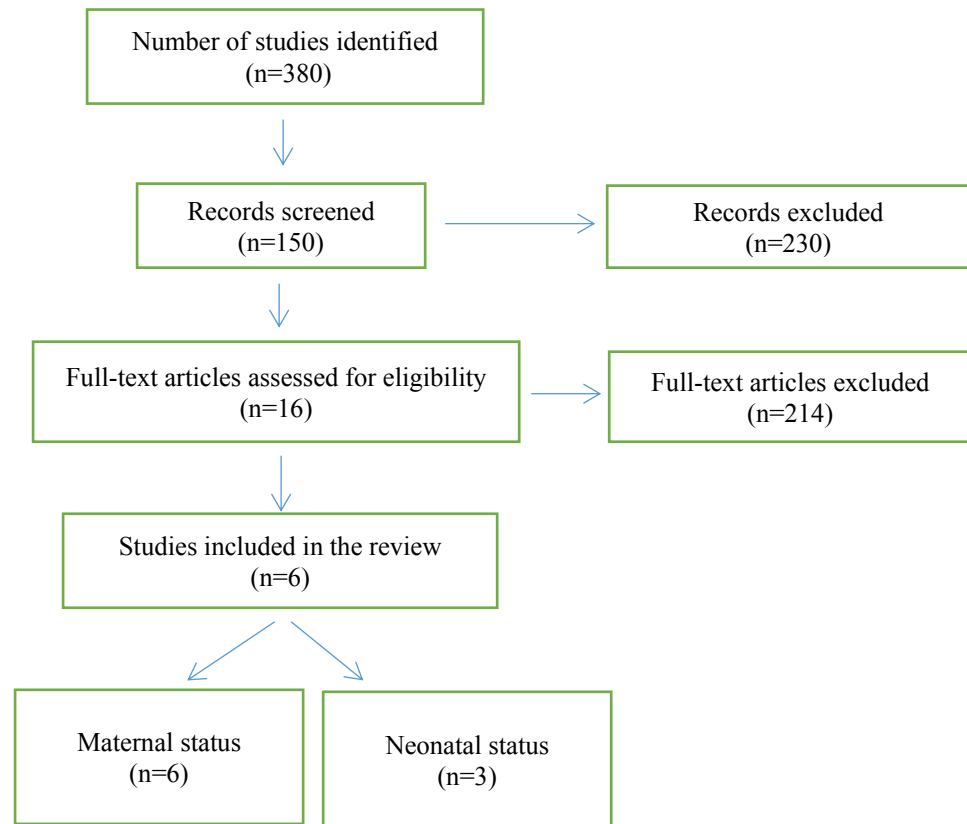 Number of studies identified
(n=380)
Records screened
(n=150)
Records excluded
(n=230)
Full-text articles assessed for eligibility
(n=16)
Full-text articles excluded
(n=214)
Studies included in the review
(n=6)
Maternal status
(n=6)
Neonatal status
(n=3)